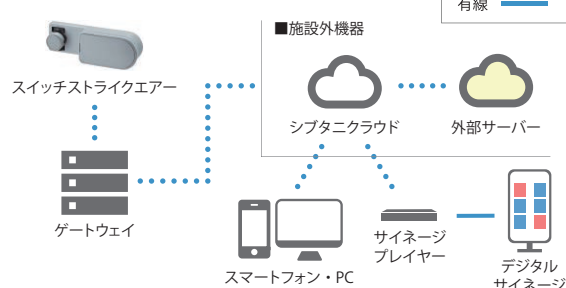 有線
■施設外機器
スイッチストライクエアー
シブタニクラウド
外部サーバー
ゲートウェイ
サイネージ
プレイヤー
スマートフォン・PC
デジタル
サイネージ